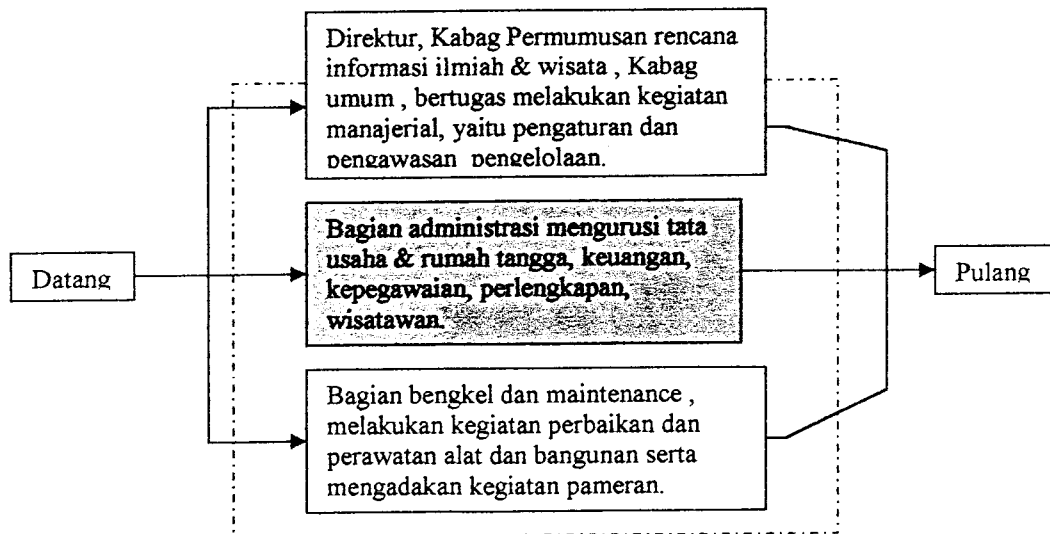 Direktur, Kabag Permumusan rencana
informasi ilmiah & wisata , Kabag
umum , bertugas melakukan kegiatan
manajerial, yaitu pengaturan dan
pengawasan pengelolaan.
Datang
Bagian administrasi mengurusi tata
usaha & rumah tangga, keuangan,
kepegawaian, perlengkapan,
wisatawan.
Pulang
Bagian bengkel dan maintenance ,
melakukan kegiatan perbaikan dan
perawatan alat dan bangunan serta
mengadakan kegiatan pameran.